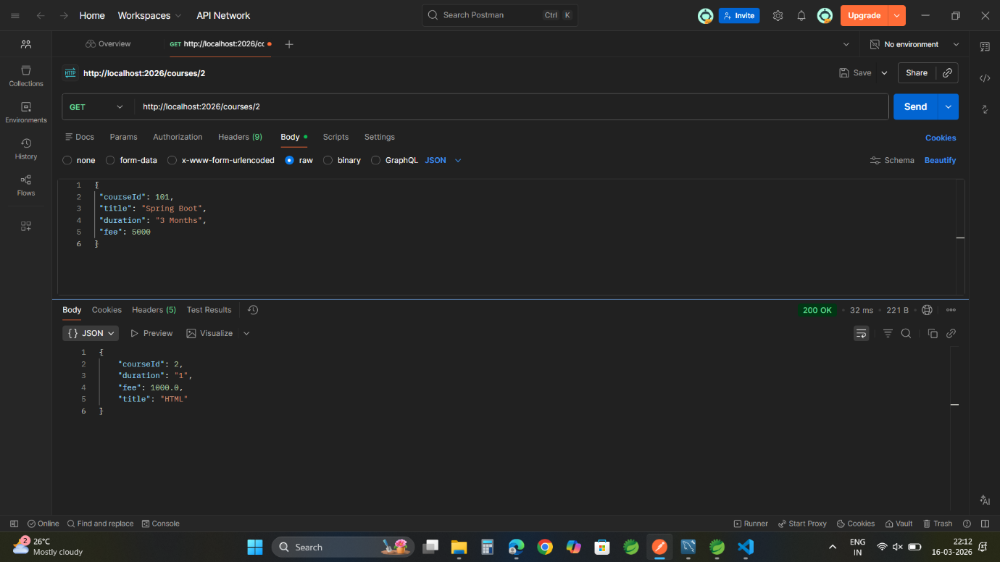 Home Workspaces API Network Search Postman Ctrl K Invite Upgrade
Overview GET http://localhost:2026/cc No environment
HTTP http://localhost:2026/courses/2 Save Share
Collections
GET http://localhost:2026/courses/2 Send
Environments
Docs Params Authorization Headers (9) Body Scripts Settings Cookies
History
none form-data x-www-form-urlencoded raw binary GraphQL JSON Schema Beautify
Flows
1 {
2 "courseId": 101,
3 "title": "Spring Boot",
4 "duration": "3 Months",
5 "fee": 5000
6 }
Body Cookies Headers (5) Test Results 200 OK • 32 ms • 221 B
{} JSON Preview Visualize
1 {
2 "courseId": 2,
3 "duration": "1",
4 "fee": 1000.0,
5 "title": "HTML"
6 }
AI
Online Find and replace Console Runner Start Proxy Cookies Vault Trash
2 26°C
Mostly cloudy
Search
ENG
IN
22:12
16-03-2026